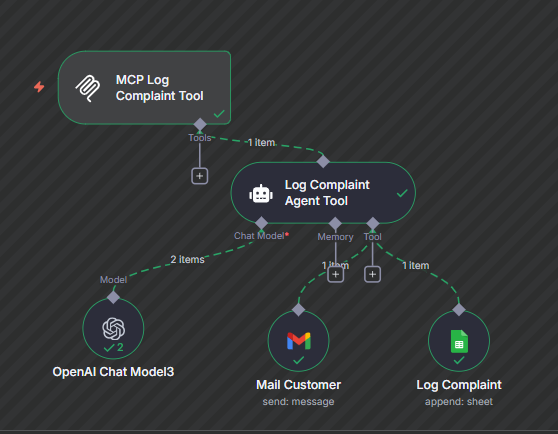 MCP Log
Complaint Tool
Tools
1 item
Log Complaint
Agent Tool
Chat Model*
Memory
Tool
2 items
1 item
1 item
Model
2
OpenAI Chat Model3
Mail Customer
send: message
Log Complaint
append: sheet